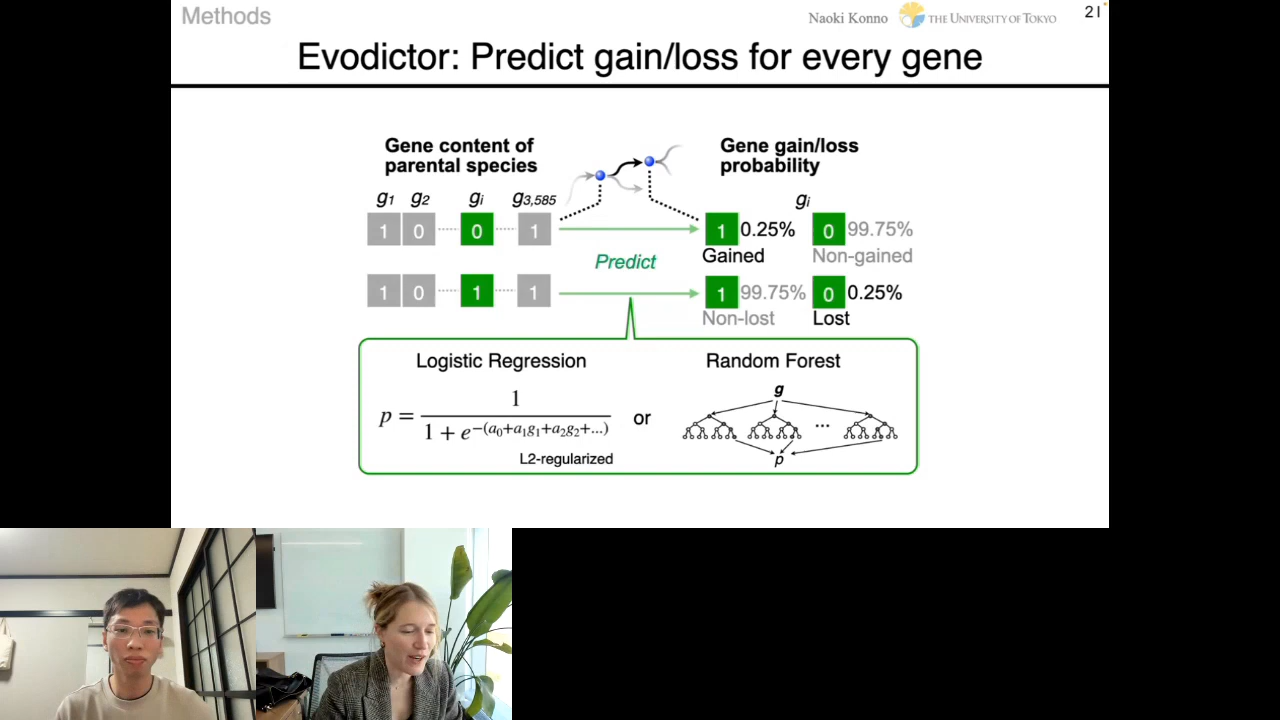 Methods
Naoki Konno
THE UNIVERSITY OF TOKYO
21
Evodictor: Predict gain/loss for every gene
Gene content of
parental species
Gene gain/loss
probability
g1 g2 gi g3,585
gi
1 0 0 1
1 0.25% 0 99.75%
Gained Non-gained
Predict
1 0 1 1
1 99.75% 0 0.25%
Non-lost Lost
Logistic Regression
p = 1 / (1 + e^−(a0+a1g1+a2g2+...))
L2-regularized
or
Random Forest
g
...
p